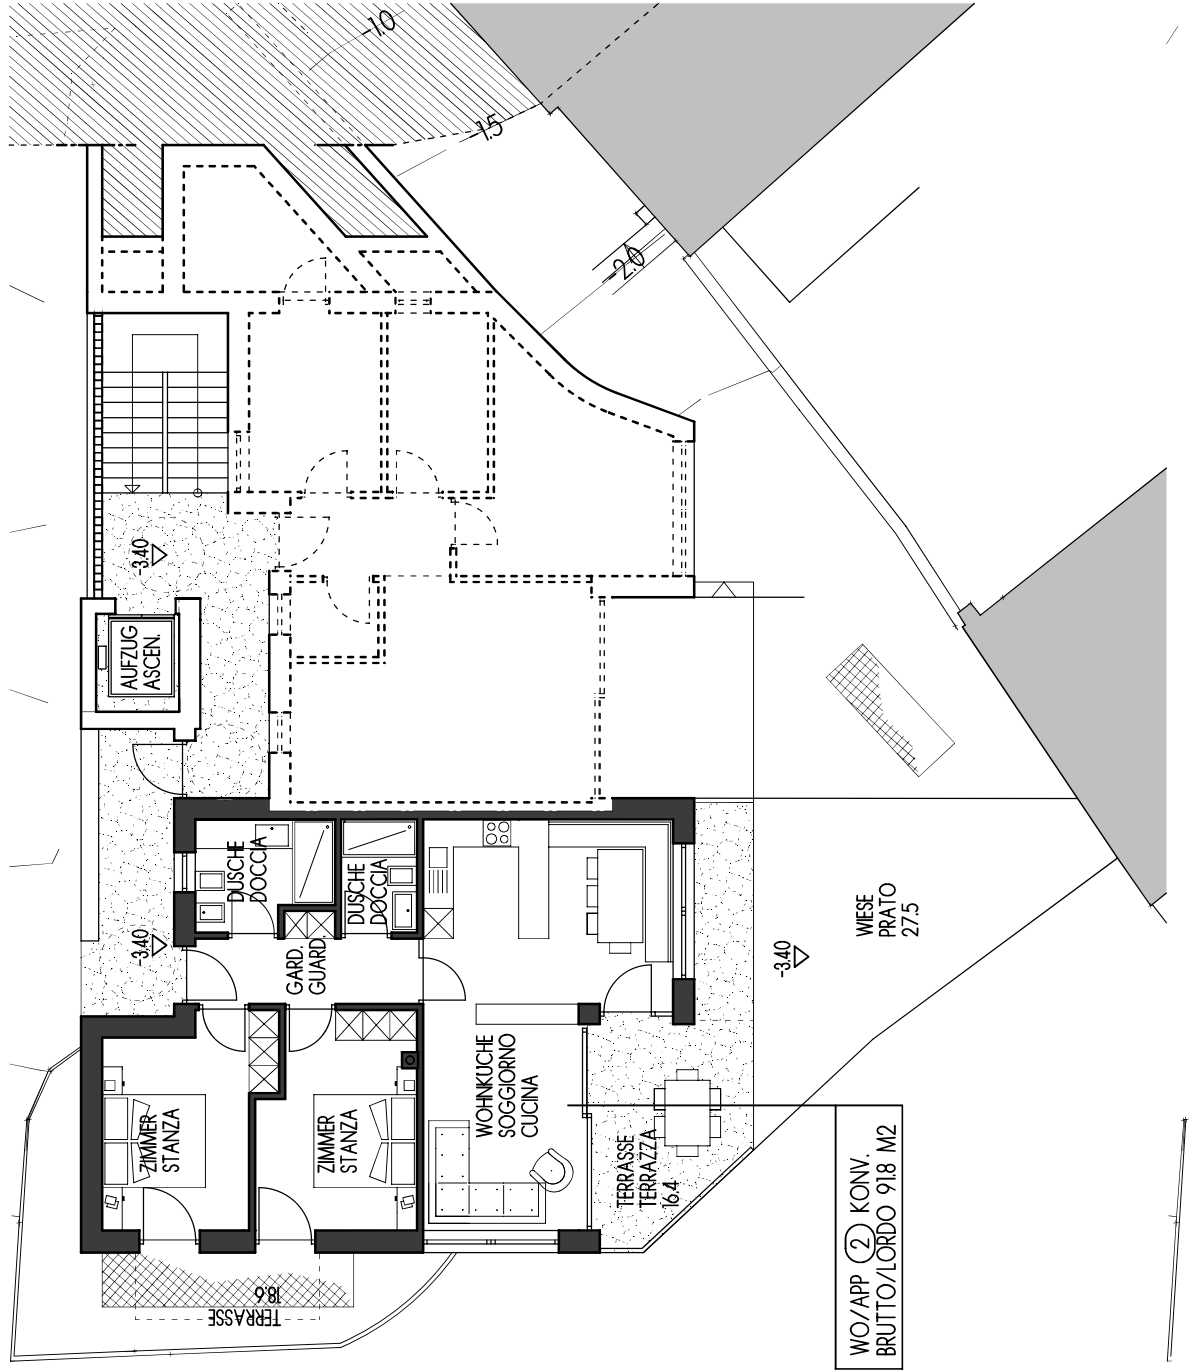 -1.0
-1.5
-2.0
-3.40
AUFZUG
ASCEN.
DUSCHE
DOCCIA
DUSCHE
DOCCIA
-3.40
GARD.
GUARD.
WIESE
PRATO
27.5
-3.40
ZIMMER
STANZA
ZIMMER
STANZA
WOHNKÜCHE
SOGGIORNO
CUCINA
TERRASSE
TERRAZZA
16.4
TERRASSE
18.6
WO/APP 2 KONV.
BRUTTO/LORDO 91.8 M2